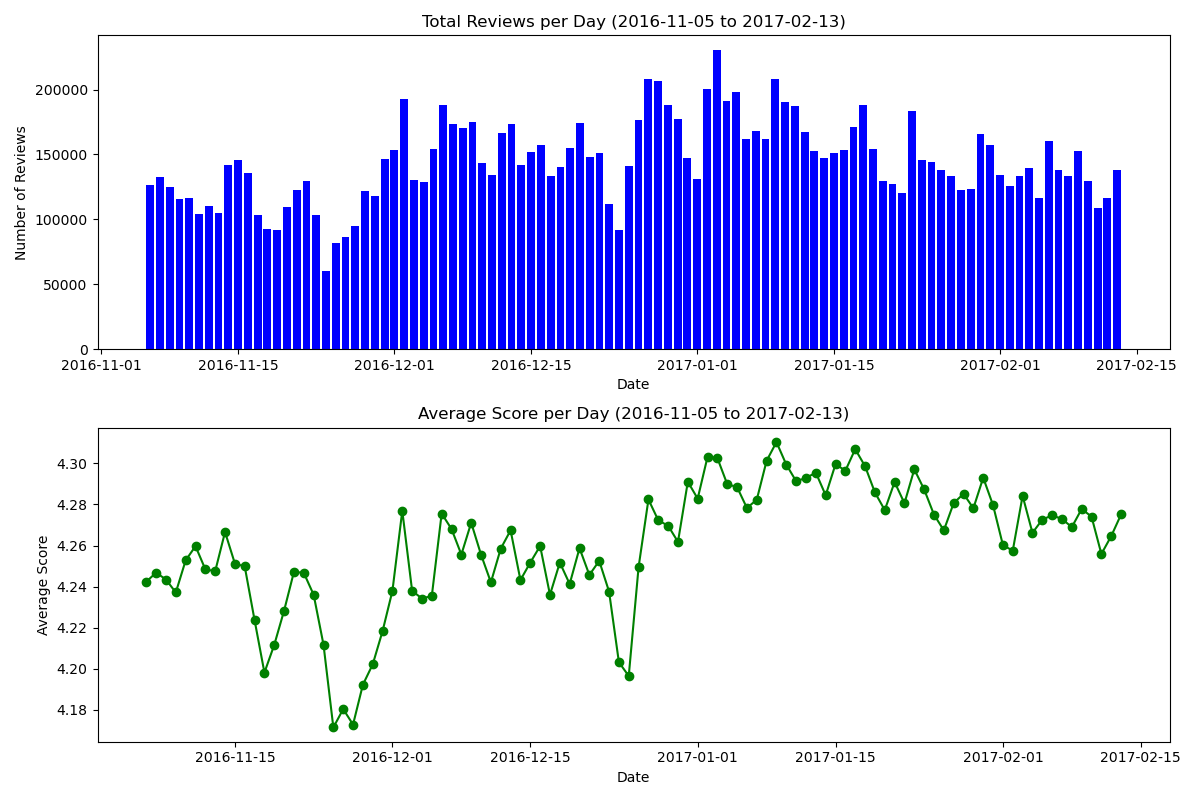 Total Reviews per Day (2016-11-05 to 2017-02-13)
Number of Reviews
200000
150000
100000
50000
0
2016-11-01 2016-11-15 2016-12-01 2016-12-15 2017-01-01 2017-01-15 2017-02-01 2017-02-15
Date
Average Score per Day (2016-11-05 to 2017-02-13)
Average Score
4.30
4.28
4.26
4.24
4.22
4.20
4.18
2016-11-15 2016-12-01 2016-12-15 2017-01-01 2017-01-15 2017-02-01 2017-02-15
Date